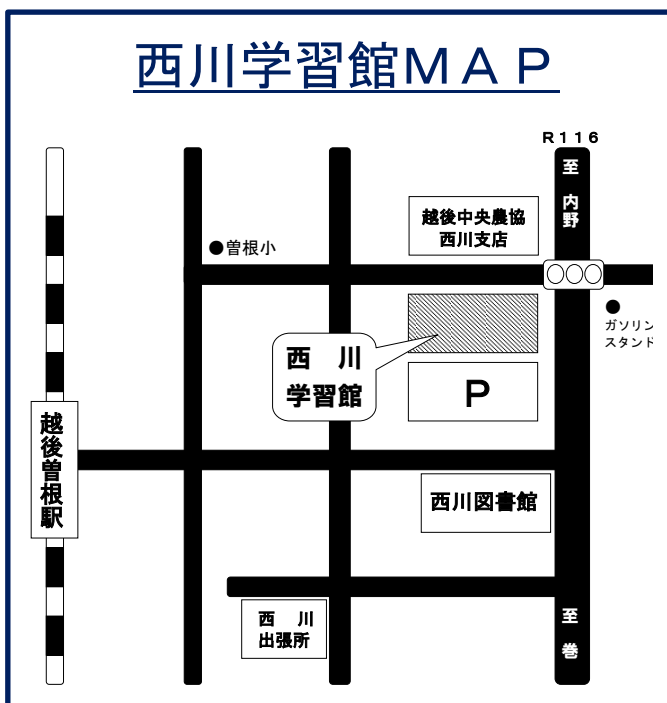 西川学習館ＭＡＰ
Ｒ１１６
至 内野
越後中央農協
西川支店
●曽根小
●
ガソリン
スタンド
西 川
学習館
Ｐ
越後曽根駅
西川図書館
西 川
出張所
至 巻